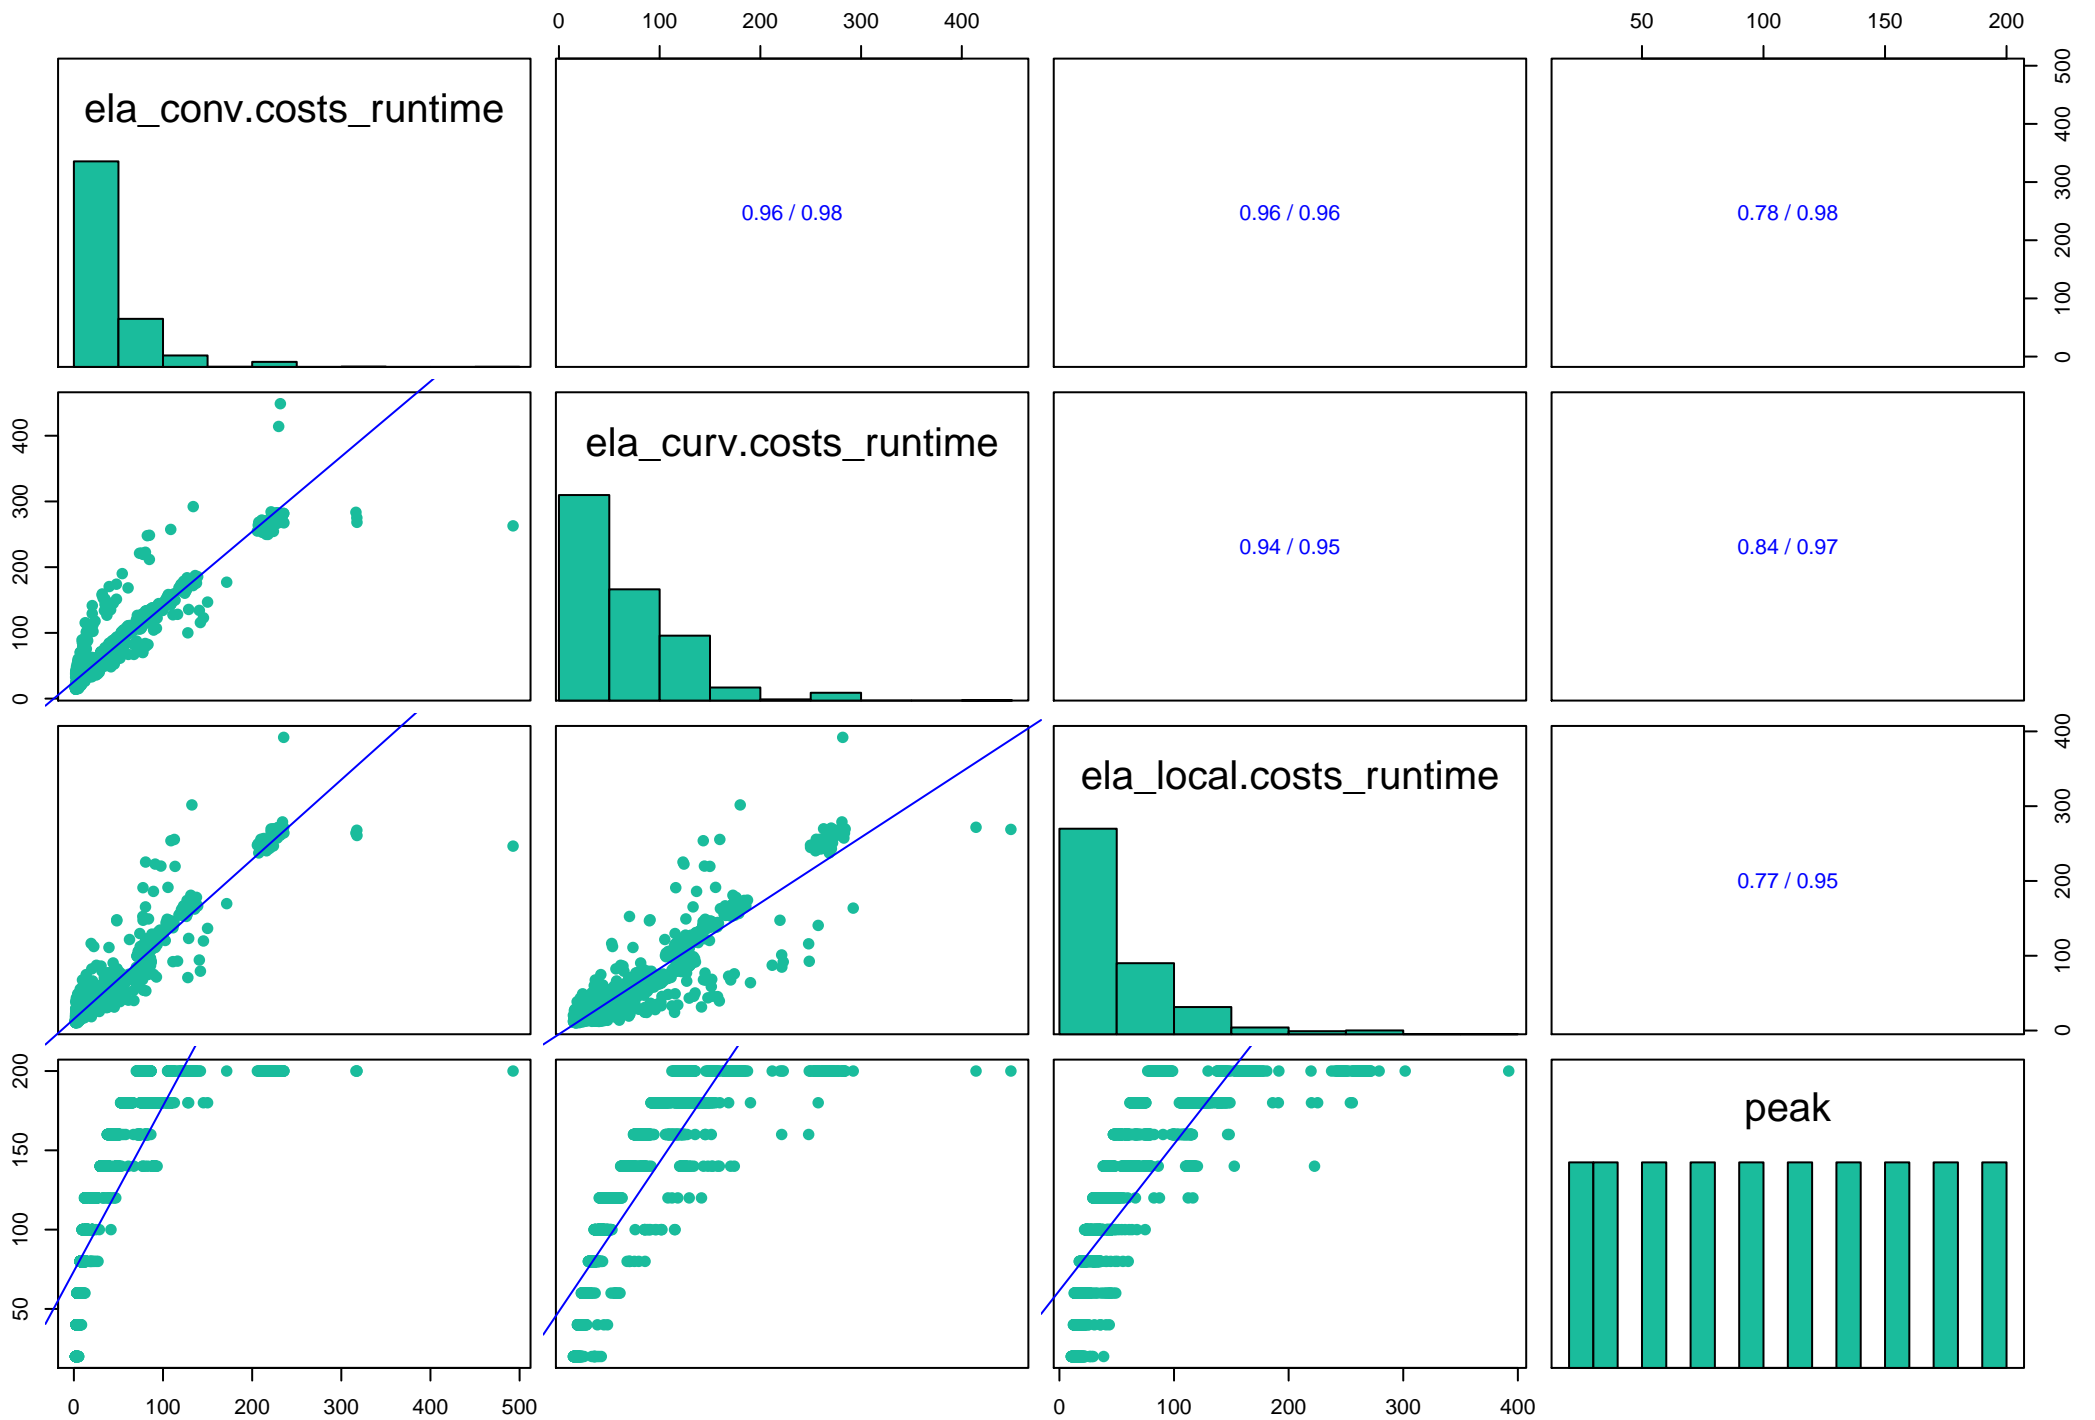 0 100 200 300 400
50 100 150 200
ela_conv.costs_runtime
0.96 / 0.98
0.96 / 0.96
0.78 / 0.98
0 100 200 300 400 500
0 100 200 300 400
ela_curv.costs_runtime
0.94 / 0.95
0.84 / 0.97
ela_local.costs_runtime
0.77 / 0.95
0 100 200 300 400
50 100 150 200
peak
0 100 200 300 400 500
0 100 200 300 400